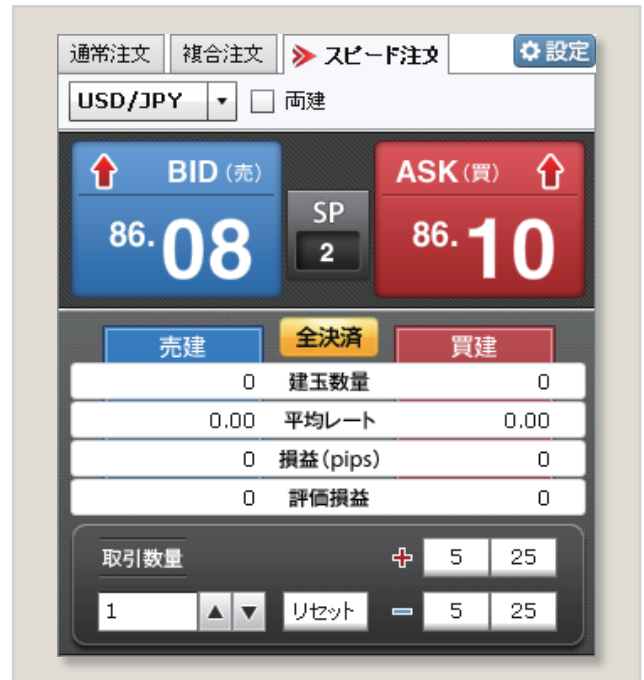 通常注文 複合注文 スピード注文 設定
USD/JPY 両建
BID(売) ASK(買)
86.08 SP 2 86.10
売建 全決済 買建
0 建玉数量 0
0.00 平均レート 0.00
0 損益(pips) 0
0 評価損益 0
取引数量 5 25
1 リセット 5 25